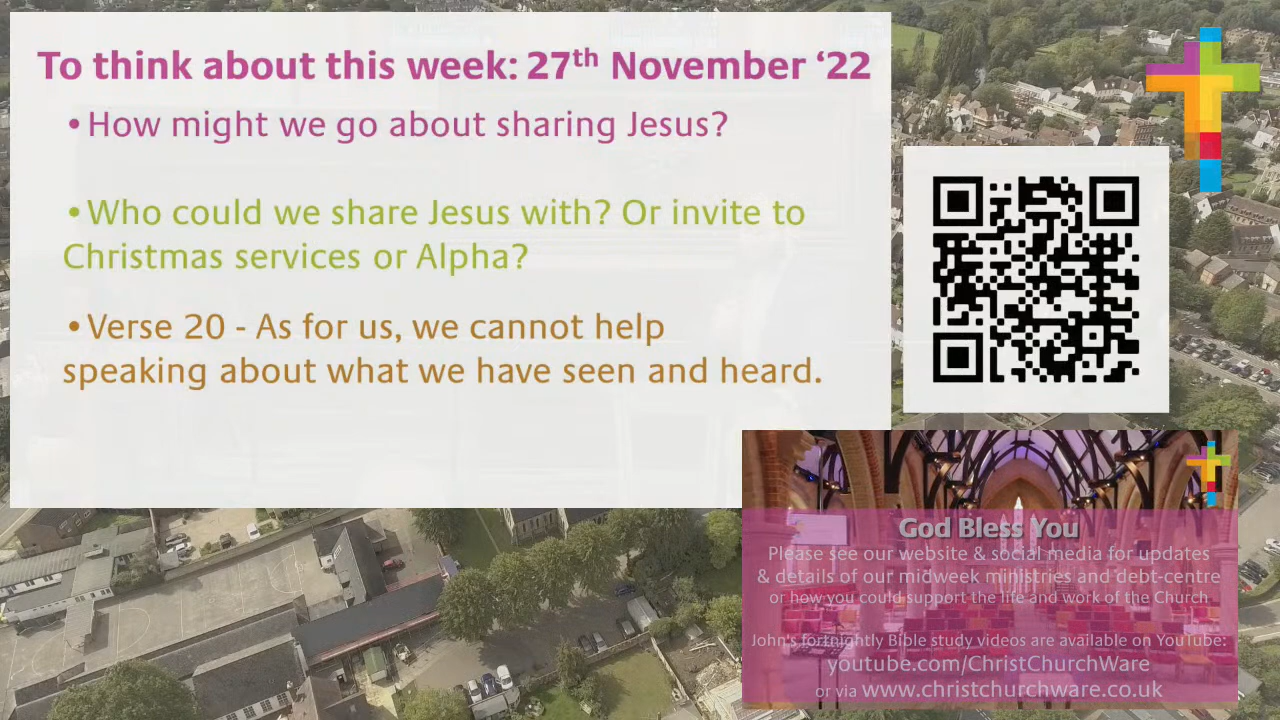 To think about this week: 27th November ‘22
• How might we go about sharing Jesus?
• Who could we share Jesus with? Or invite to
Christmas services or Alpha?
• Verse 20 - As for us, we cannot help
speaking about what we have seen and heard.
God Bless You
Please see our website & social media for updates
& details of our midweek ministries and debt-centre
or how you could support the life and work of the Church
John's fortnightly Bible study videos are available on YouTube:
youtube.com/ChristChurchWare
or via www.christchurchware.co.uk